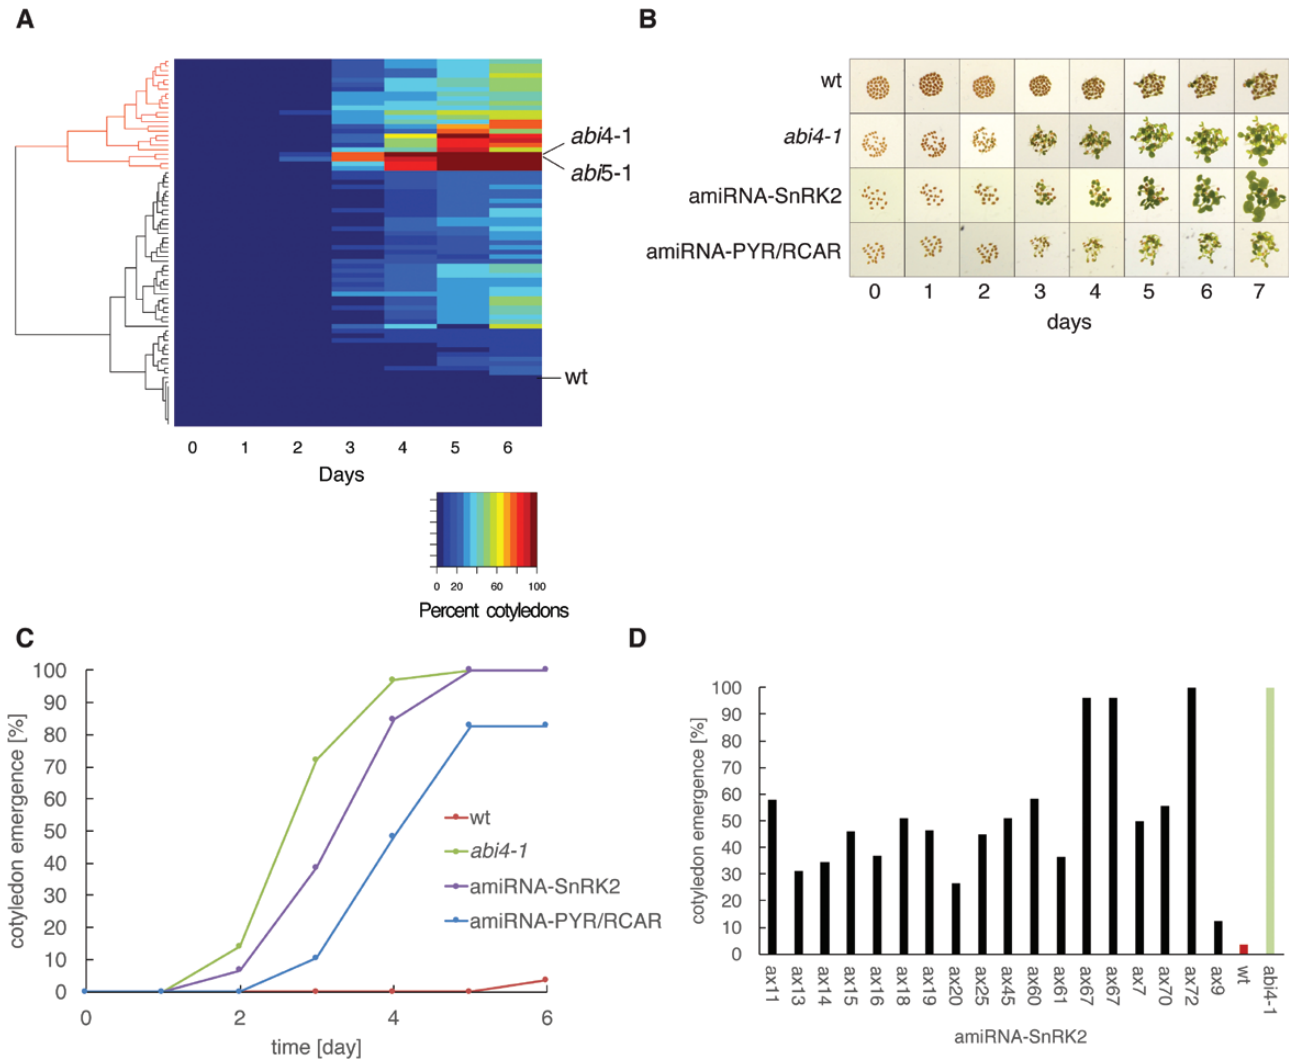 A
abi4-1
abi5-1
wt
0 1 2 3 4 5 6
Days
0 20 60 100
Percent cotyledons
B
wt
abi4-1
amiRNA-SnRK2
amiRNA-PYR/RCAR
0 1 2 3 4 5 6 7
days
C
100
90
80
70
60
50
40
30
20
10
0
cotyledon emergence [%]
wt
abi4-1
amiRNA-SnRK2
amiRNA-PYR/RCAR
0 2 4 6
time [day]
D
100
90
80
70
60
50
40
30
20
10
0
cotyledon emergence [%]
ax11 ax13 ax14 ax15 ax16 ax18 ax19 ax20 ax25 ax45 ax60 ax61 ax67 ax67 ax7 ax70 ax72 ax9 wt abi4-1
amiRNA-SnRK2